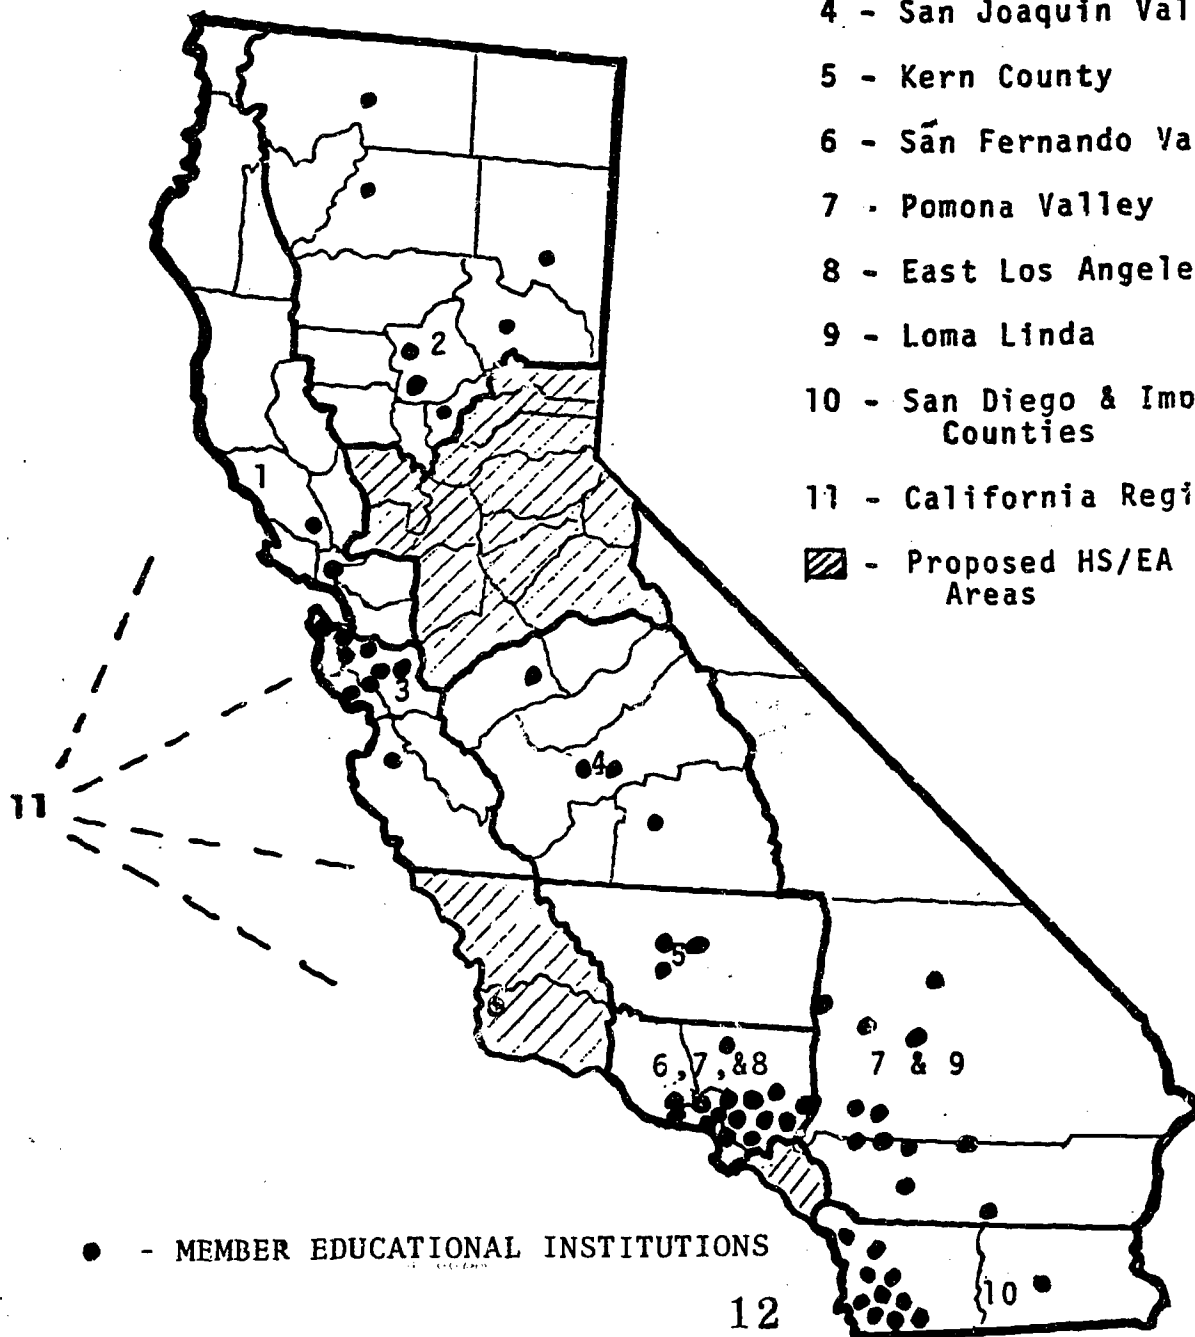 4 - San Joaquin Val
5 - Kern County
6 - San Fernando Va
7 - Pomona Valley
8 - East Los Angele
9 - Loma Linda
10 - San Diego & Imp
Counties
11 - California Regi
- Proposed HS/EA
Areas
2
1
3
4
11
5
6,7,&8
7 & 9
10
● - MEMBER EDUCATIONAL INSTITUTIONS
12